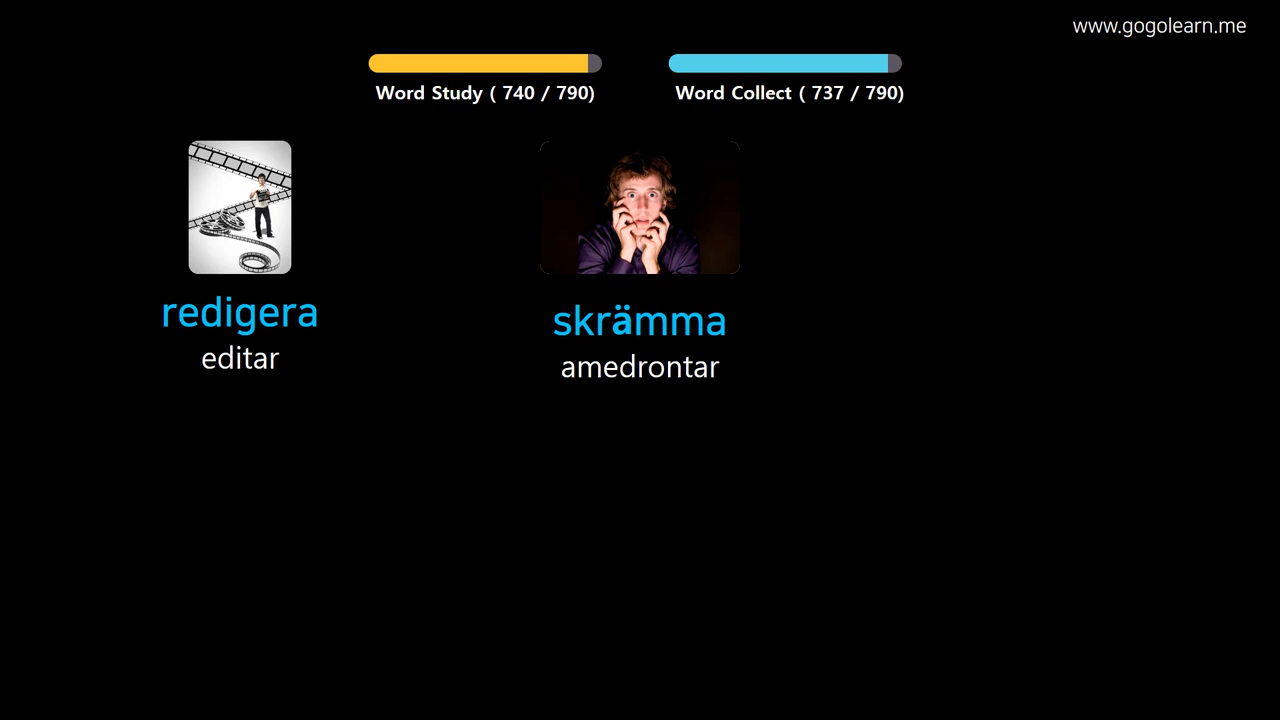 www.gogolearn.me
Word Study ( 740 / 790)
Word Collect ( 737 / 790)
redigera
editar
skrämma
amedrontar